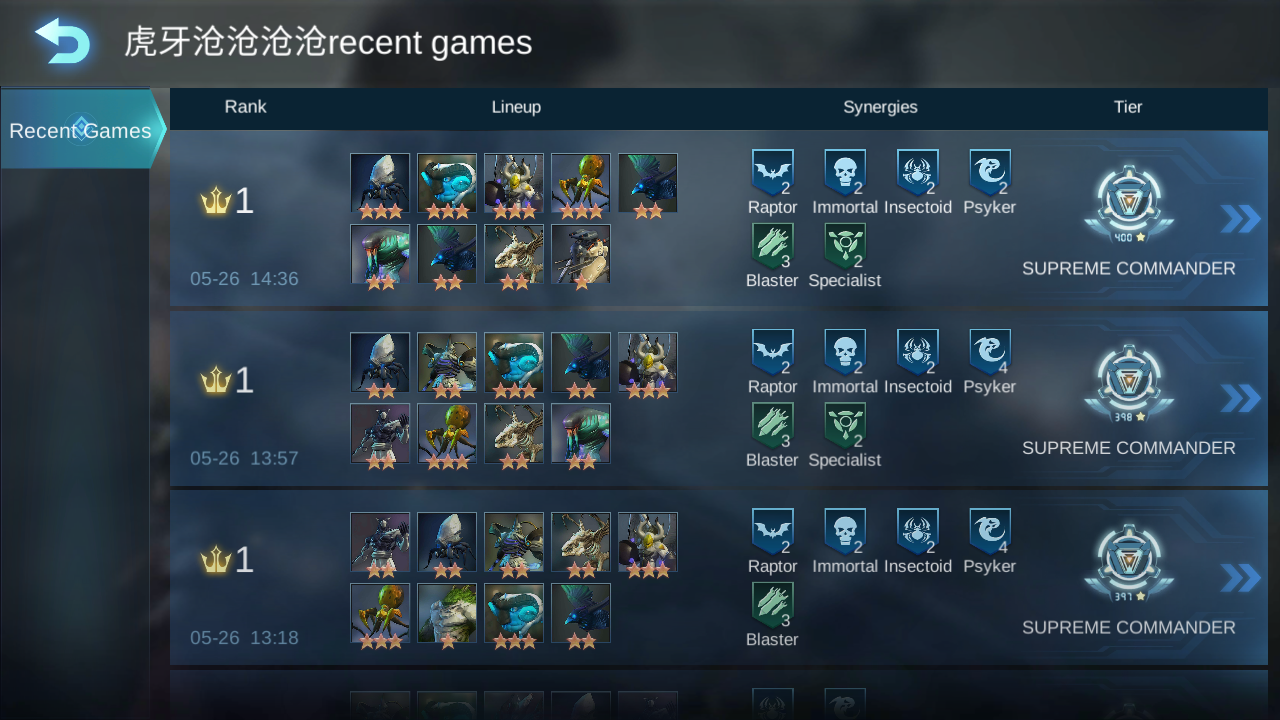 虎牙沧沧沧沧recent games
Recent Games
Rank Lineup Synergies Tier
1
05-26 14:36
2 2 2 2
Raptor Immortal Insectoid Psyker
3 2
Blaster Specialist
400
SUPREME COMMANDER
1
05-26 13:57
2 2 2 4
Raptor Immortal Insectoid Psyker
3 2
Blaster Specialist
398
SUPREME COMMANDER
1
05-26 13:18
2 2 2 4
Raptor Immortal Insectoid Psyker
3
Blaster
397
SUPREME COMMANDER